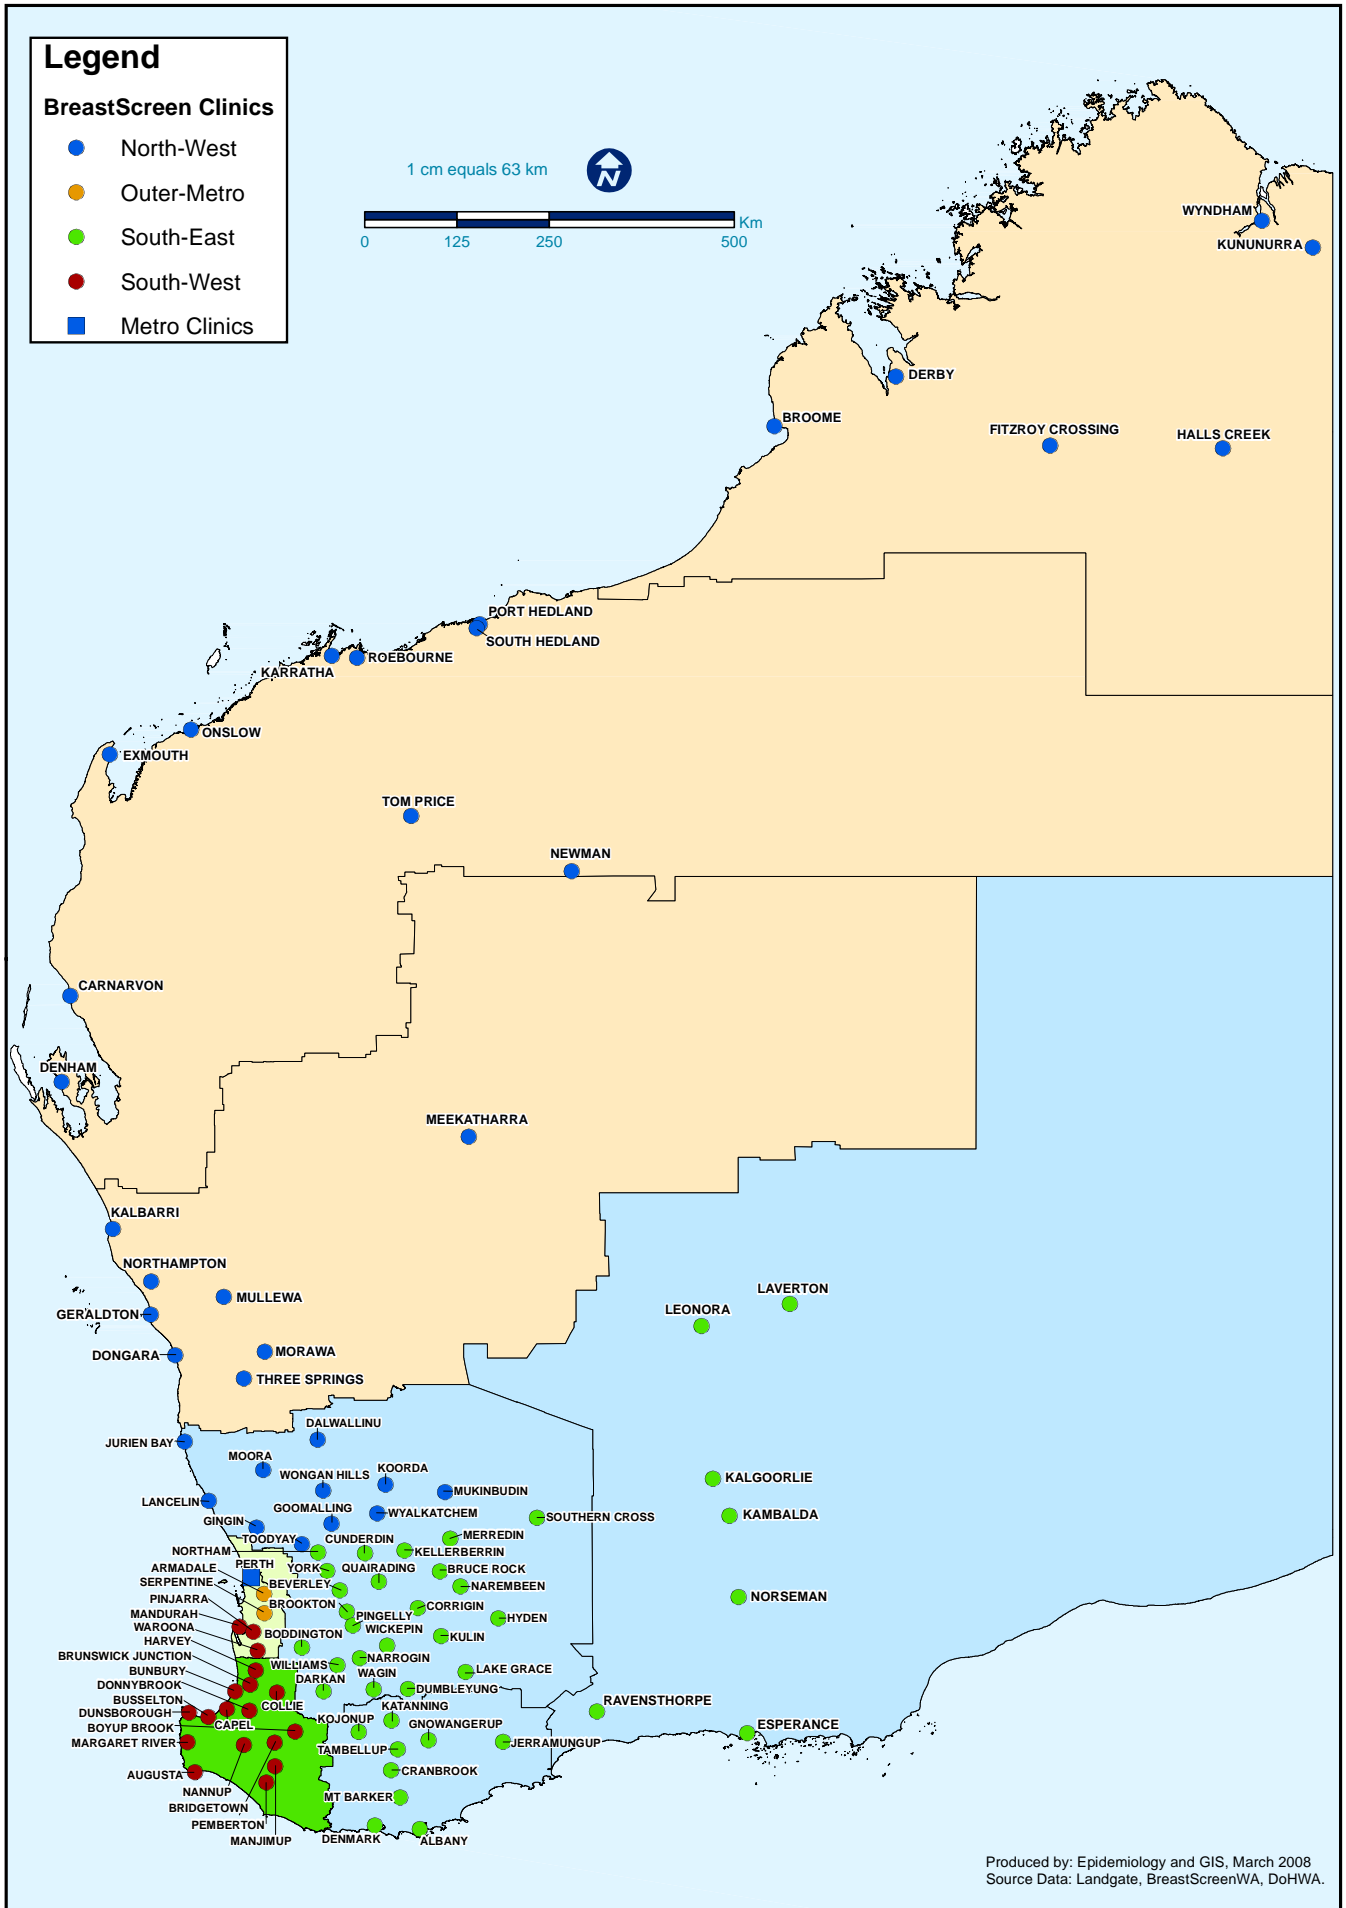 Legend
BreastScreen Clinics
North-West
Outer-Metro
South-East
South-West
Metro Clinics
1 cm equals 63 km
N
Km
0 125 250 500
WYNDHAM
KUNUNURRA
DERBY
BROOME
FITZROY CROSSING
HALLS CREEK
PORT HEDLAND
SOUTH HEDLAND
ROEBOURNE
KARRATHA
ONSLOW
EXMOUTH
TOM PRICE
NEWMAN
CARNARVON
DENHAM
MEEKATHARRA
KALBARRI
NORTHAMPTON
MULLEWA
GERALDTON
LAVERTON
LEONORA
DONGARA
MORAWA
THREE SPRINGS
DALWALLINU
JURIEN BAY
MOORA
WONGAN HILLS
KOORDA
MUKINBUDIN
KALGOORLIE
LANCELIN
GOOMALLING
WYALKATCHEM
SOUTHERN CROSS
KAMBALDA
GINGIN
TOODYAY
CUNDERDIN
MERREDIN
NORTHAM
KELLERBERRIN
ARMADALE
PERTH
YORK
QUAIRADING
BRUCE ROCK
SERPENTINE
BEVERLEY
NAREMBEEN
NORSEMAN
PINJARRA
BROOKTON
CORRIGIN
MANDURAH
PINGELLY
HYDEN
WAROONA
BODDINGTON
WICKEPIN
KULIN
HARVEY
BRUNSWICK JUNCTION
WILLIAMS
NARROGIN
BUNBURY
WAGIN
LAKE GRACE
DONNYBROOK
DARKAN
DUMBLEYUNG
BUSSELTON
COLLIE
RAVENSTHORPE
DUNSBOROUGH
KATANNING
BOYUP BROOK
CAPEL
KOJONUP
GNOWANGERUP
ESPERANCE
MARGARET RIVER
TAMBELLUP
JERRAMUNGUP
AUGUSTA
CRANBROOK
NANNUP
MT BARKER
BRIDGETOWN
PEMBERTON
MANJIMUP
DENMARK
ALBANY
Produced by: Epidemiology and GIS, March 2008
Source Data: Landgate, BreastScreenWA, DoHWA.